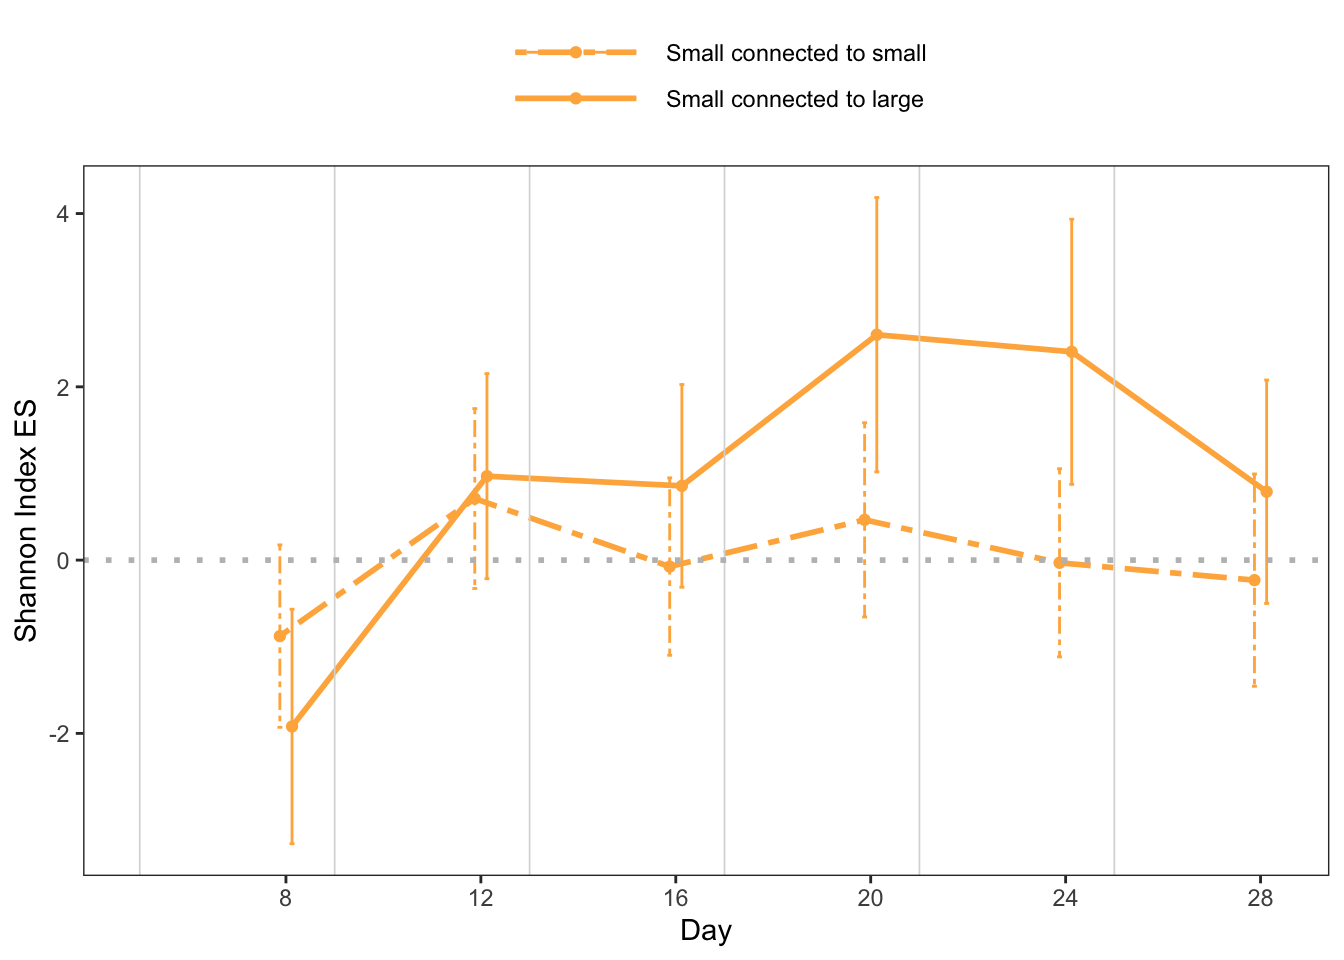 Small connected to small
Small connected to large
4
2
0
-2
Shannon Index ES
8 12 16 20 24 28
Day